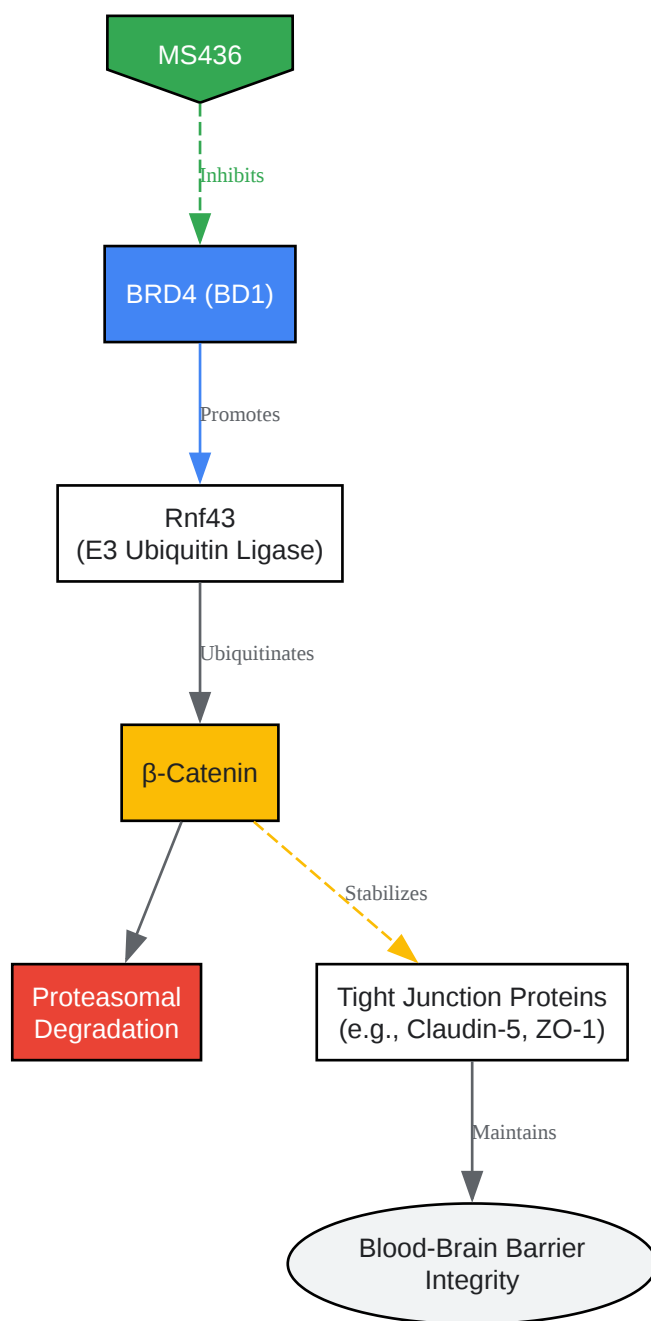 MS436
Inhibits
BRD4 (BD1)
Promotes
Rnf43
(E3 Ubiquitin Ligase)
Ubiquitinates
β-Catenin
Stabilizes
Proteasomal
Degradation
Tight Junction Proteins
(e.g., Claudin-5, ZO-1)
Maintains
Blood-Brain Barrier
Integrity